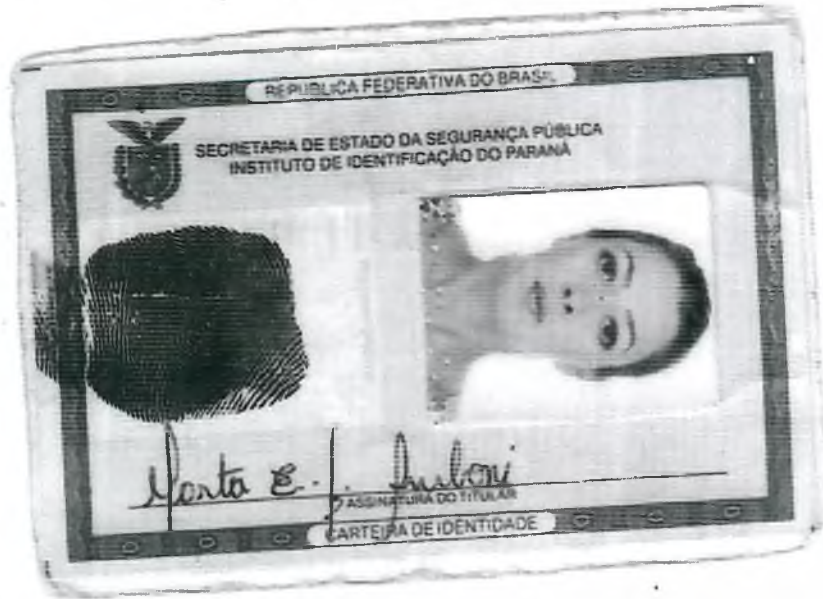 REPUBLICA FEDERATIVA DO BRASIL
SECRETARIA DE ESTADO DA SEGURANÇA PÚBLICA
INSTITUTO DE IDENTIFICAÇÃO DO PARANÁ
Marta E. J.
ASSINATURA DO TITULAR
CARTEIRA DE IDENTIDADE